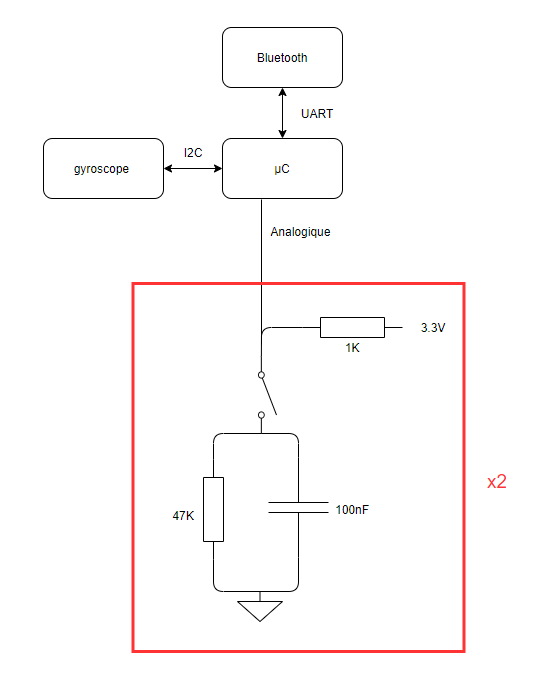 Bluetooth
UART
I2C
gyroscope
µC
Analogique
3.3V
1K
x2
47K
100nF